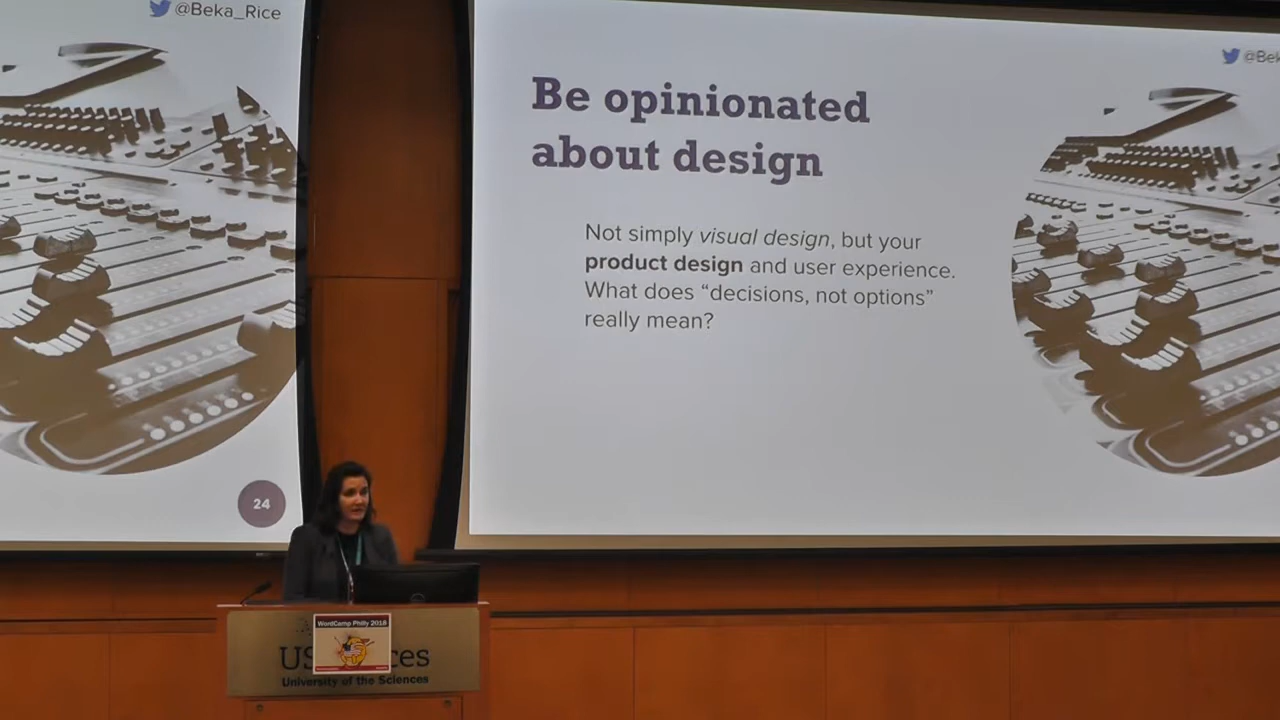 @Beka_Rice
Be opinionated
about design
Not simply visual design, but your
product design and user experience.
What does “decisions, not options”
really mean?
@Bek
24
WordCamp Philly 2018
US
ces
University of the Sciences